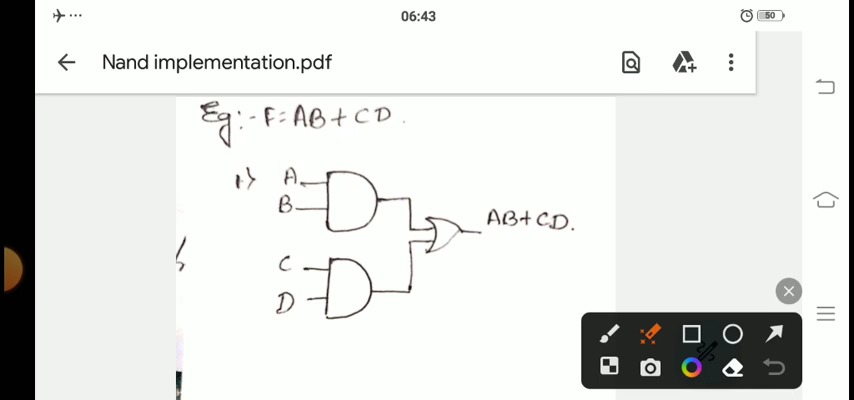 06:43
50
Nand implementation.pdf
Eg:- F=AB+CD.
1) A
B
AB+CD.
C
D